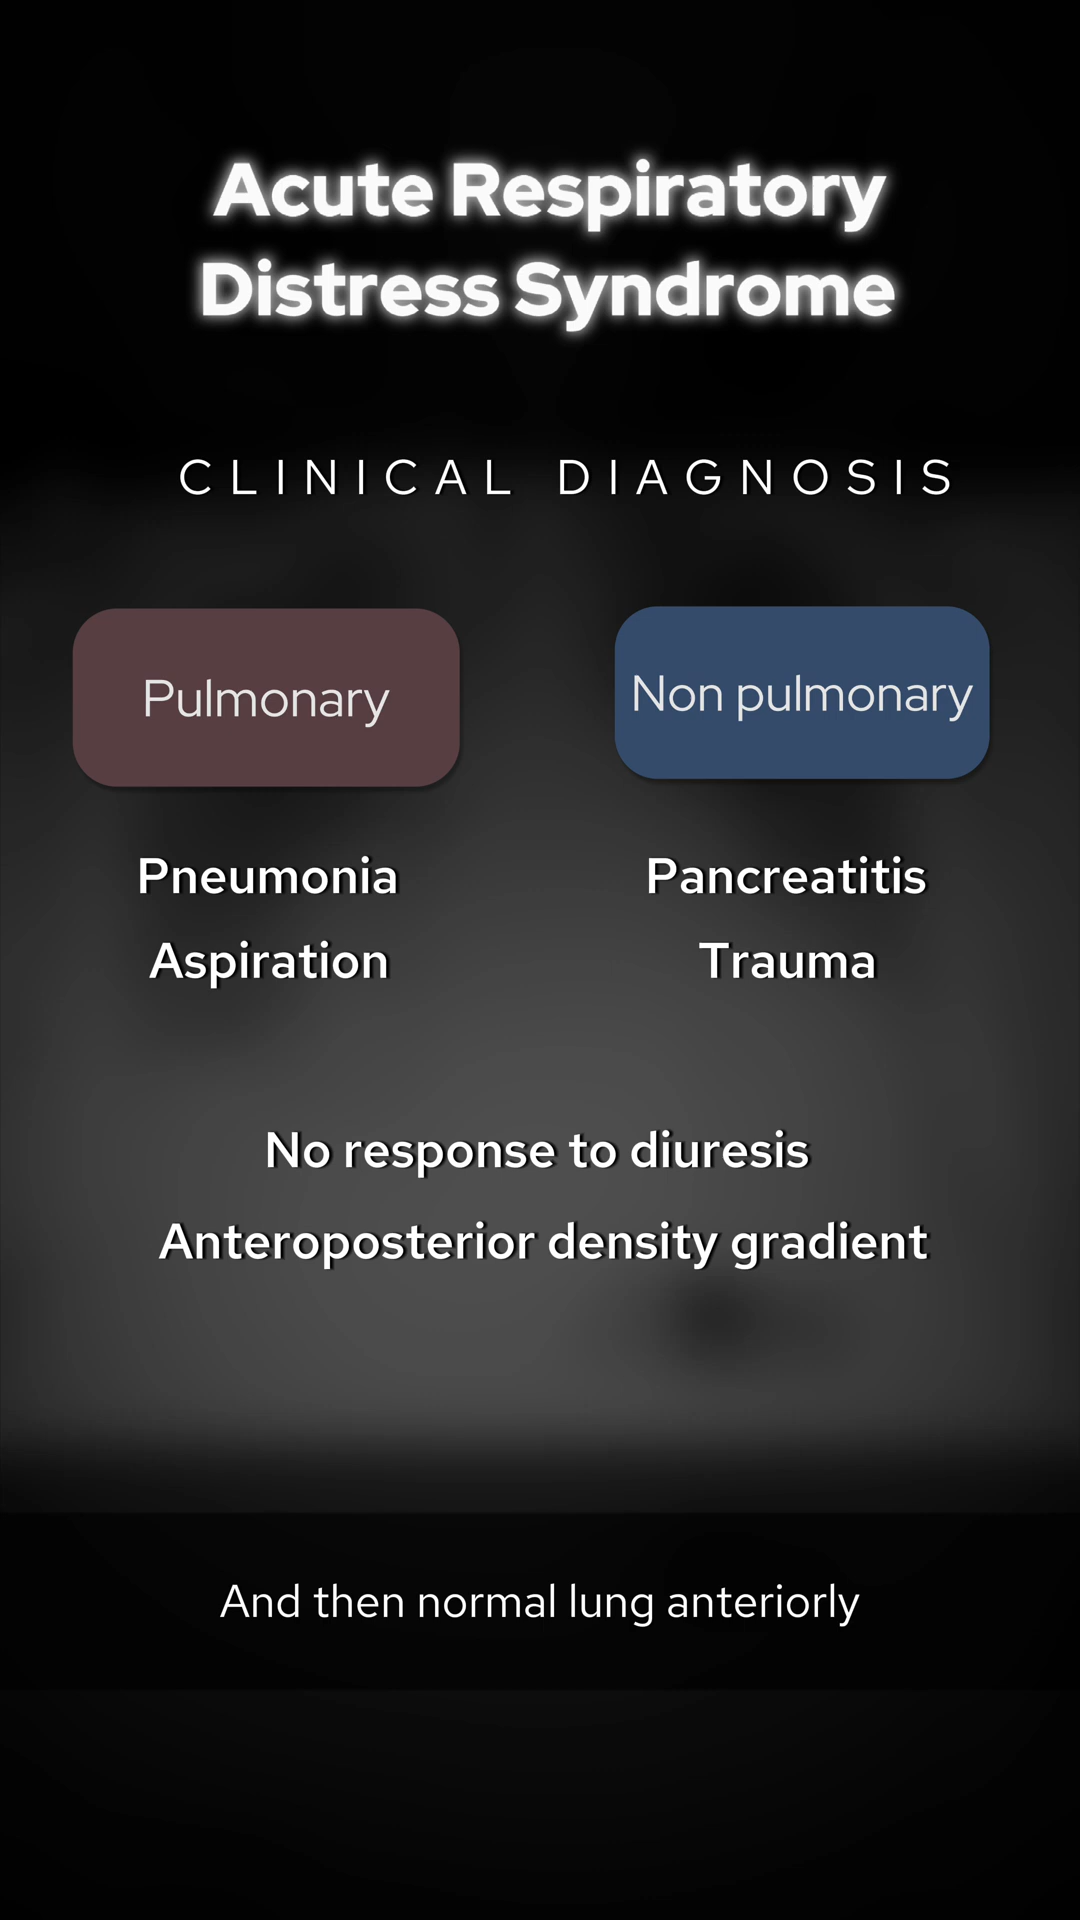 Acute Respiratory
Distress Syndrome
CLINICAL DIAGNOSIS
Pulmonary
Non pulmonary
Pneumonia
Pancreatitis
Aspiration
Trauma
No response to diuresis
Anteroposterior density gradient
And then normal lung anteriorly